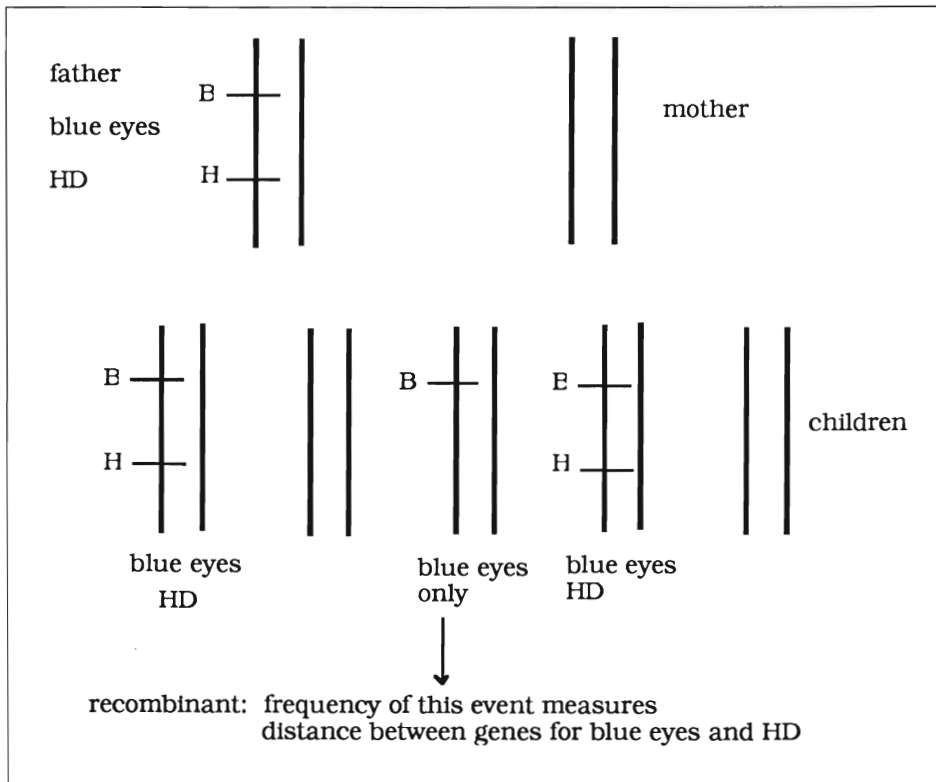 father
blue eyes
HD
B
H
mother
B
H
B
B
H
children
blue eyes
HD
blue eyes
only
blue eyes
HD
recombinant: frequency of this event measures
distance between genes for blue eyes and HD